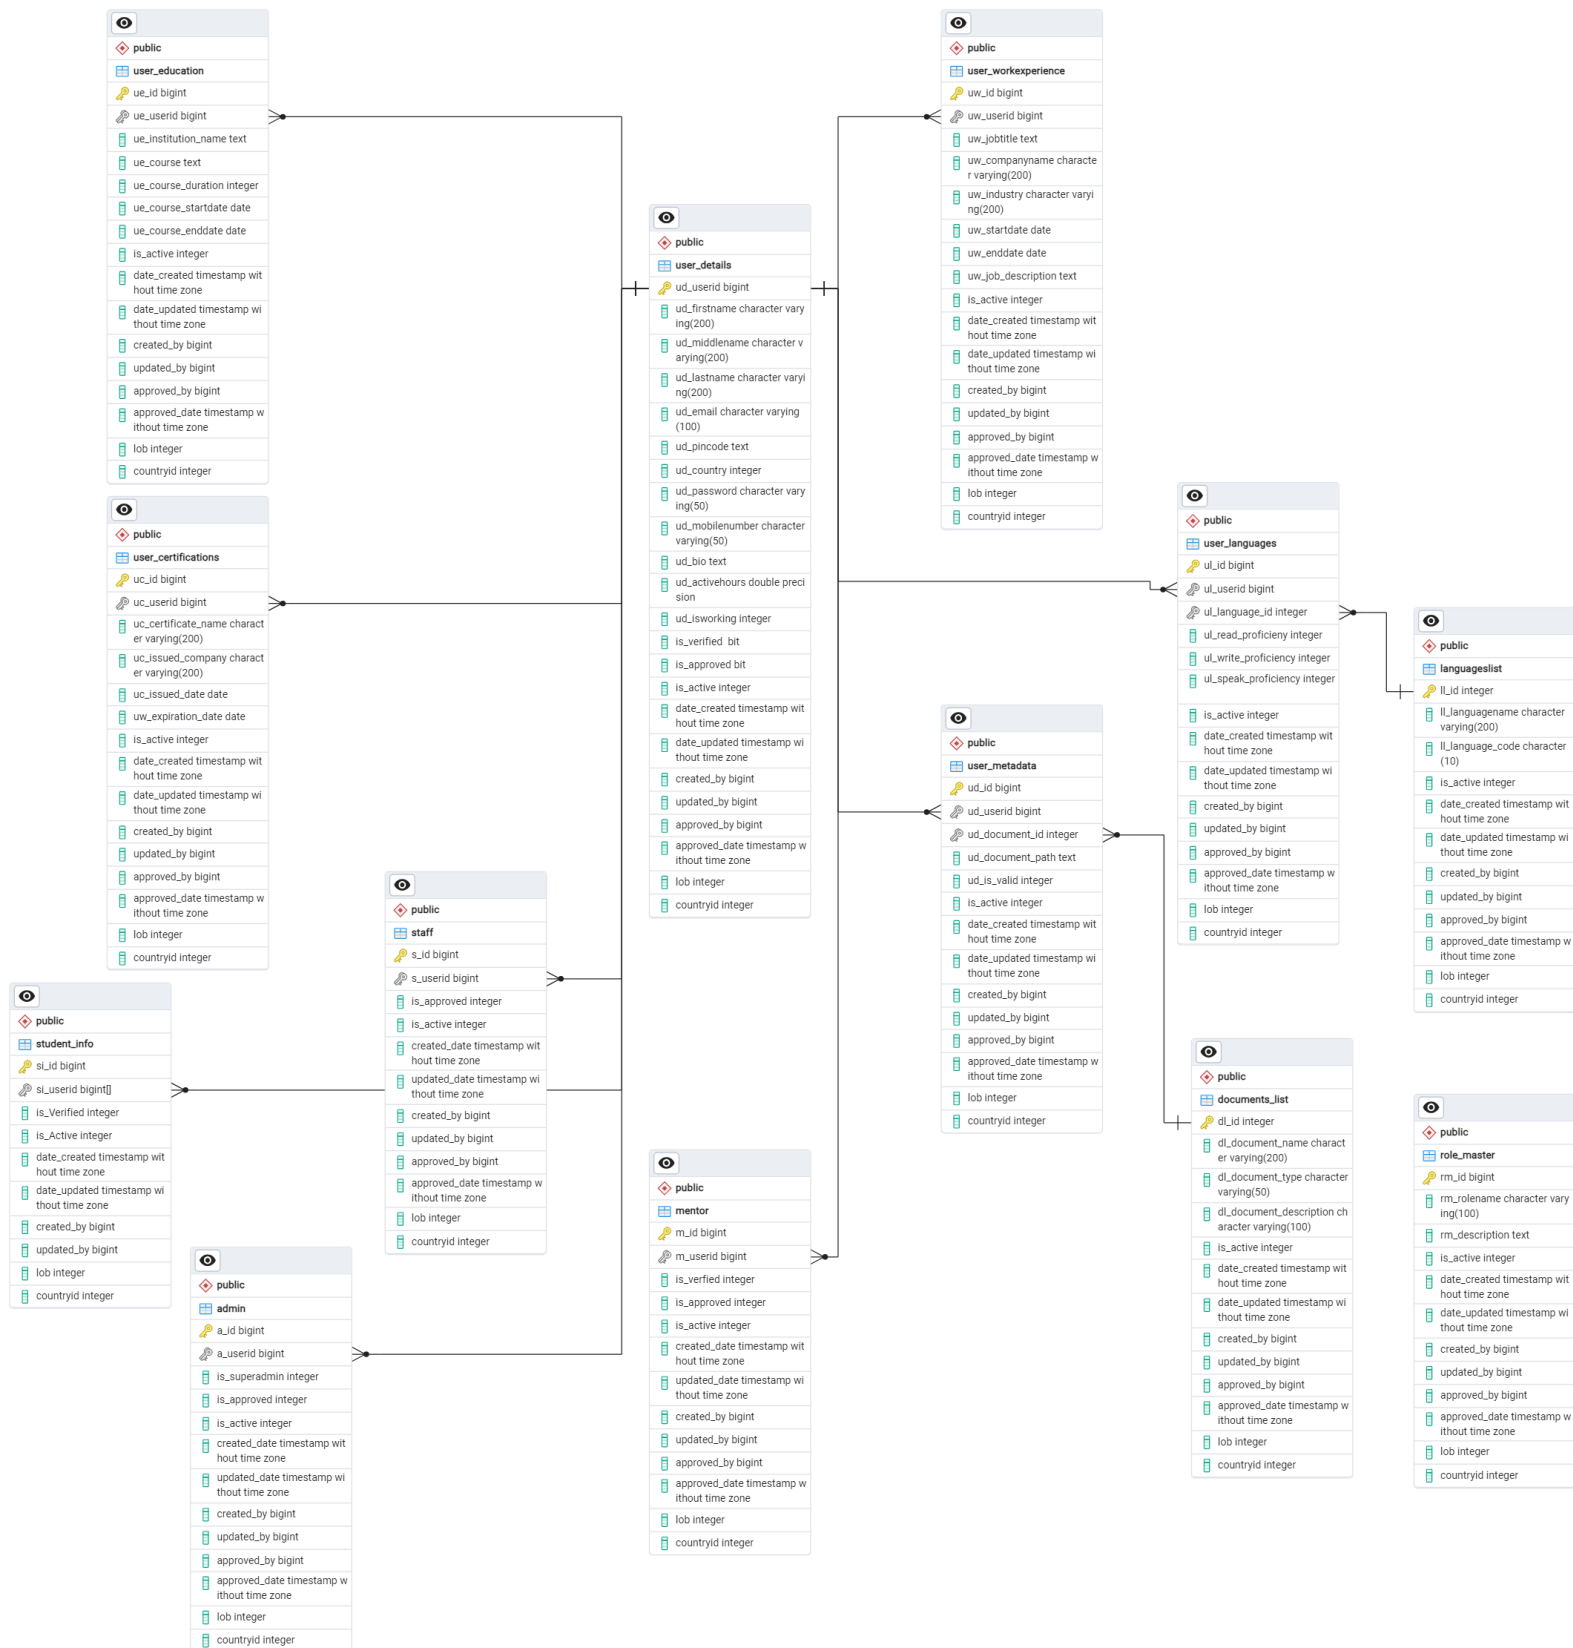 public
user_education
ue_id bigint
ue_userid bigint
ue_institution_name text
ue_course text
ue_course_duration integer
ue_course_startdate date
ue_course_enddate date
is_active integer
date_created timestamp wit
hout time zone
date_updated timestamp wi
thout time zone
created_by bigint
updated_by bigint
approved_by bigint
approved_date timestamp w
ithout time zone
lob integer
countryid integer
public
user_certifications
uc_id bigint
uc_userid bigint
uc_certificate_name charact
er varying(200)
uc_issued_company charact
er varying(200)
uc_issued_date date
uw_expiration_date date
is_active integer
date_created timestamp wit
hout time zone
date_updated timestamp wi
thout time zone
created_by bigint
updated_by bigint
approved_by bigint
approved_date timestamp w
ithout time zone
lob integer
countryid integer
public
student_info
si_id bigint
si_userid bigint[]
is_Verified integer
is_Active integer
date_created timestamp wit
hout time zone
date_updated timestamp wi
thout time zone
created_by bigint
updated_by bigint
lob integer
countryid integer
public
admin
a_id bigint
a_userid bigint
is_superadmin integer
is_approved integer
is_active integer
created_date timestamp wit
hout time zone
updated_date timestamp wi
thout time zone
created_by bigint
updated_by bigint
approved_by bigint
approved_date timestamp w
ithout time zone
lob integer
countryid integer
public
staff
s_id bigint
s_userid bigint
is_approved integer
is_active integer
created_date timestamp wit
hout time zone
updated_date timestamp wi
thout time zone
created_by bigint
updated_by bigint
approved_by bigint
approved_date timestamp w
ithout time zone
lob integer
countryid integer
public
user_details
ud_userid bigint
ud_firstname character vary
ing(200)
ud_middlename character v
arying(200)
ud_lastname character varyi
ng(200)
ud_email character varying
(100)
ud_pincode text
ud_country integer
ud_password character vary
ing(50)
ud_mobilenumber character
varying(50)
ud_bio text
ud_activehours double preci
sion
ud_isworking integer
is_verified bit
is_approved bit
is_active integer
date_created timestamp wit
hout time zone
date_updated timestamp wi
thout time zone
created_by bigint
updated_by bigint
approved_by bigint
approved_date timestamp w
ithout time zone
lob integer
countryid integer
public
mentor
m_id bigint
m_userid bigint
is_verfied integer
is_approved integer
is_active integer
created_date timestamp wit
hout time zone
updated_date timestamp wi
thout time zone
created_by bigint
updated_by bigint
approved_by bigint
approved_date timestamp w
ithout time zone
lob integer
countryid integer
public
user_workexperience
uw_id bigint
uw_userid bigint
uw_jobtitle text
uw_companyname characte
r varying(200)
uw_industry character varyi
ng(200)
uw_startdate date
uw_enddate date
uw_job_description text
is_active integer
date_created timestamp wit
hout time zone
date_updated timestamp wi
thout time zone
created_by bigint
updated_by bigint
approved_by bigint
approved_date timestamp w
ithout time zone
lob integer
countryid integer
public
user_metadata
ud_id bigint
ud_userid bigint
ud_document_id integer
ud_document_path text
ud_is_valid integer
is_active integer
date_created timestamp wit
hout time zone
date_updated timestamp wi
thout time zone
created_by bigint
updated_by bigint
approved_by bigint
approved_date timestamp w
ithout time zone
lob integer
countryid integer
public
user_languages
ul_id bigint
ul_userid bigint
ul_language_id integer
ul_read_proficieny integer
ul_write_proficiency integer
ul_speak_proficiency integer
is_active integer
date_created timestamp wit
hout time zone
date_updated timestamp wi
thout time zone
created_by bigint
updated_by bigint
approved_by bigint
approved_date timestamp w
ithout time zone
lob integer
countryid integer
public
documents_list
dl_id integer
dl_document_name charact
er varying(200)
dl_document_type character
varying(50)
dl_document_description ch
aracter varying(100)
is_active integer
date_created timestamp wit
hout time zone
date_updated timestamp wi
thout time zone
created_by bigint
updated_by bigint
approved_by bigint
approved_date timestamp w
ithout time zone
lob integer
countryid integer
public
languageslist
ll_id integer
ll_languagename character
varying(200)
ll_language_code character
(10)
is_active integer
date_created timestamp wit
hout time zone
date_updated timestamp wi
thout time zone
created_by bigint
updated_by bigint
approved_by bigint
approved_date timestamp w
ithout time zone
lob integer
countryid integer
public
role_master
rm_id bigint
rm_rolename character vary
ing(100)
rm_description text
is_active integer
date_created timestamp wit
hout time zone
date_updated timestamp wi
thout time zone
created_by bigint
updated_by bigint
approved_by bigint
approved_date timestamp w
ithout time zone
lob integer
countryid integer